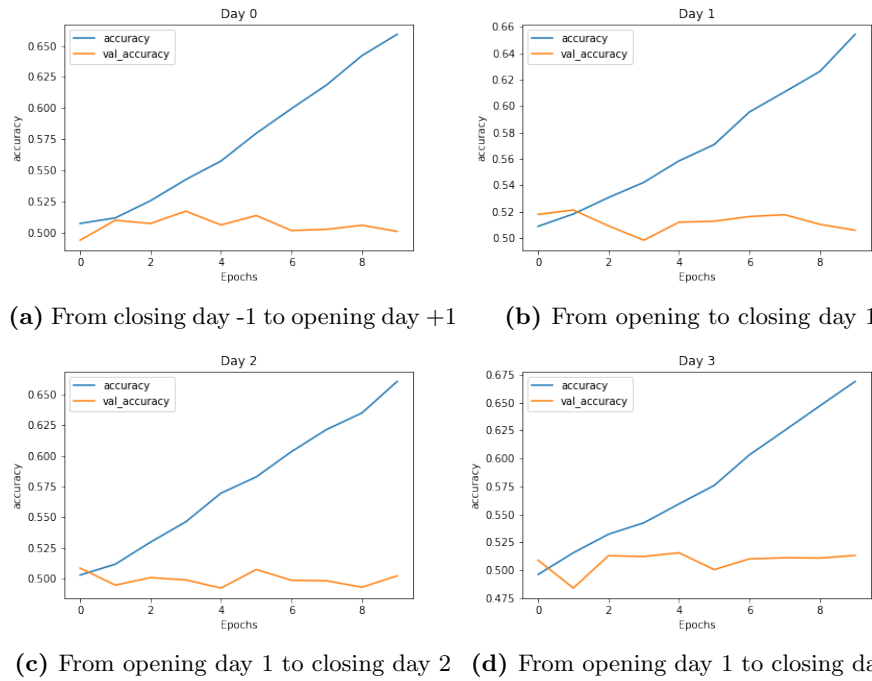 Day 0
accuracy
val_accuracy
0.650
0.625
0.600
0.575
0.550
0.525
0.500
accuracy
0 2 4 6 8
Epochs
Day 1
accuracy
val_accuracy
0.66
0.64
0.62
0.60
0.58
0.56
0.54
0.52
0.50
accuracy
0 2 4 6 8
Epochs
(a) From closing day -1 to opening day +1
(b) From opening to closing day 1
Day 2
accuracy
val_accuracy
0.650
0.625
0.600
0.575
0.550
0.525
0.500
accuracy
0 2 4 6 8
Epochs
Day 3
accuracy
val_accuracy
0.675
0.650
0.625
0.600
0.575
0.550
0.525
0.500
0.475
accuracy
0 2 4 6 8
Epochs
(c) From opening day 1 to closing day 2
(d) From opening day 1 to closing